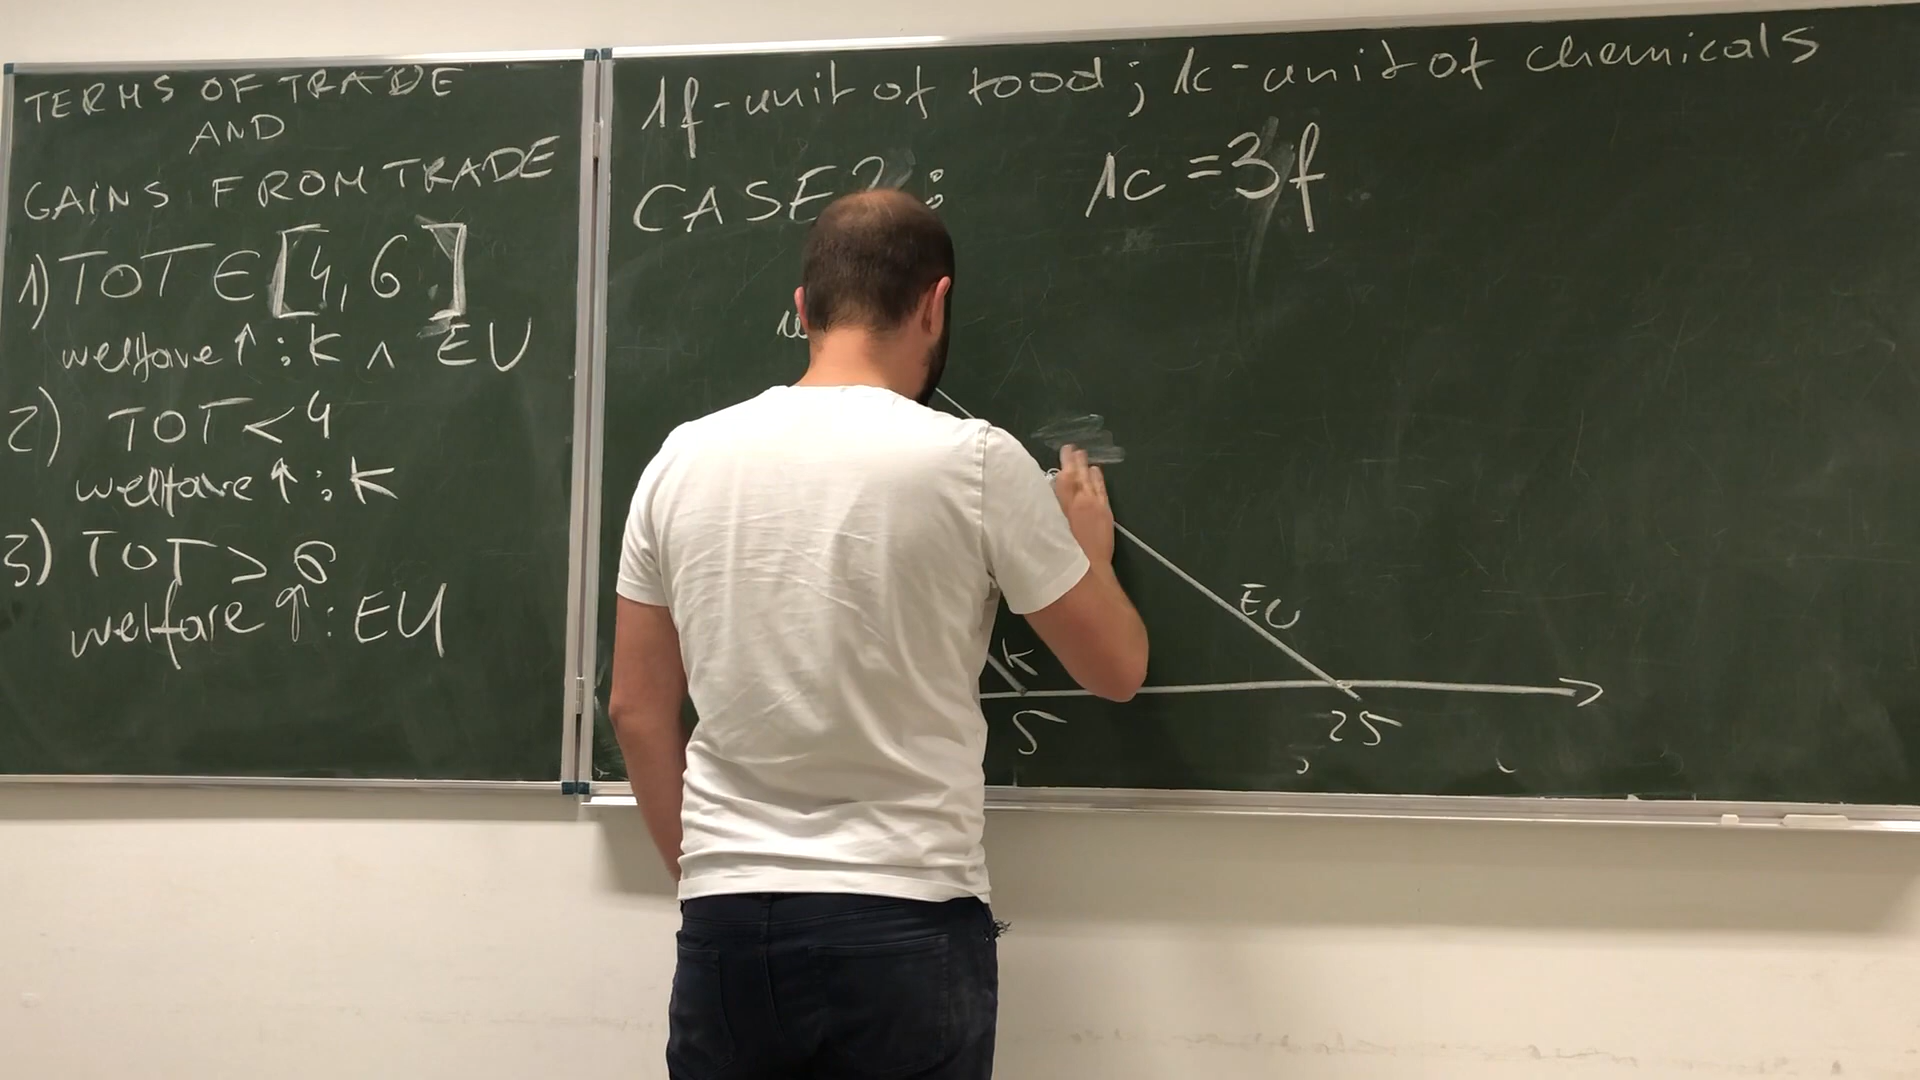 TERMS OF TRADE
AND
GAINS FROM TRADE
1) TOT ∈ [4, 6]
welfare ↑ : K ∧ EU
2) TOT < 4
welfare ↑ : K
3) TOT > 6
welfare ↑ : EU
1f - unit of food ; 1c - unit of chemicals
CASE 2 :
1c = 3f
EU
K
5
25